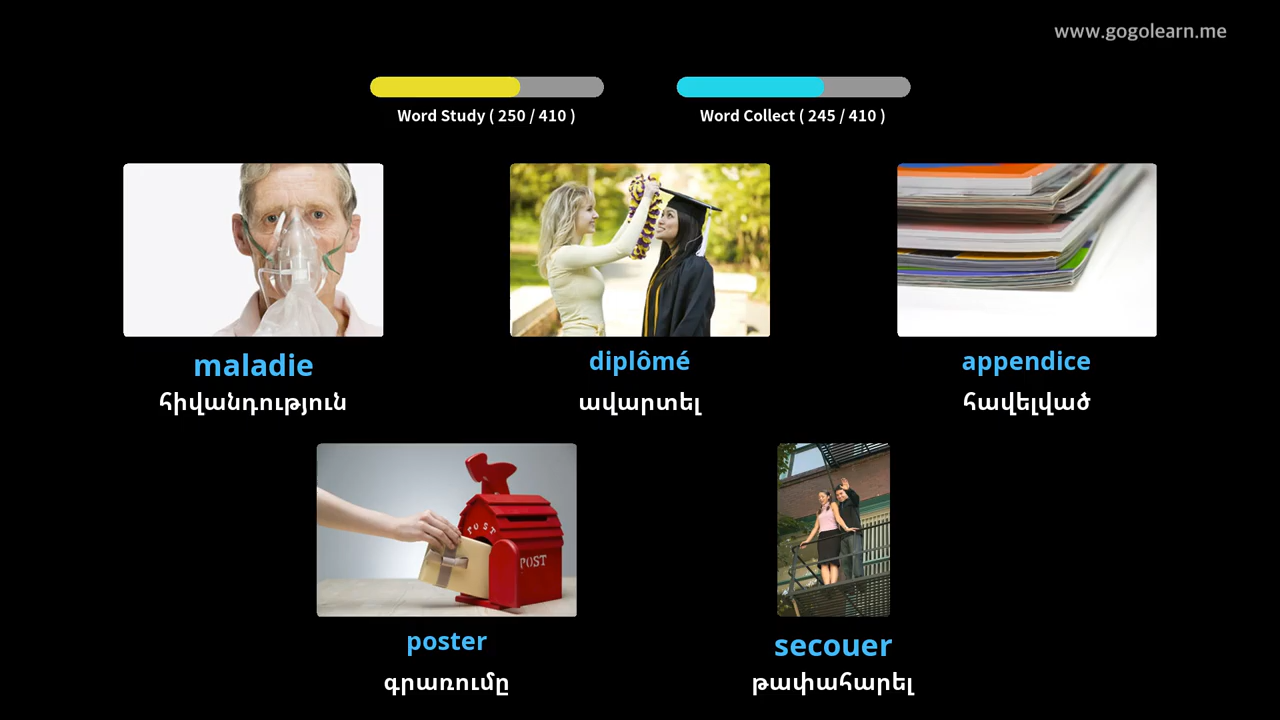 www.gogolearn.me
Word Study ( 250 / 410 )
Word Collect ( 245 / 410 )
maladie
հիվանդություն
diplômé
ավարտել
appendice
հավելված
POST
POST
poster
գրառումը
secouer
թափահարել